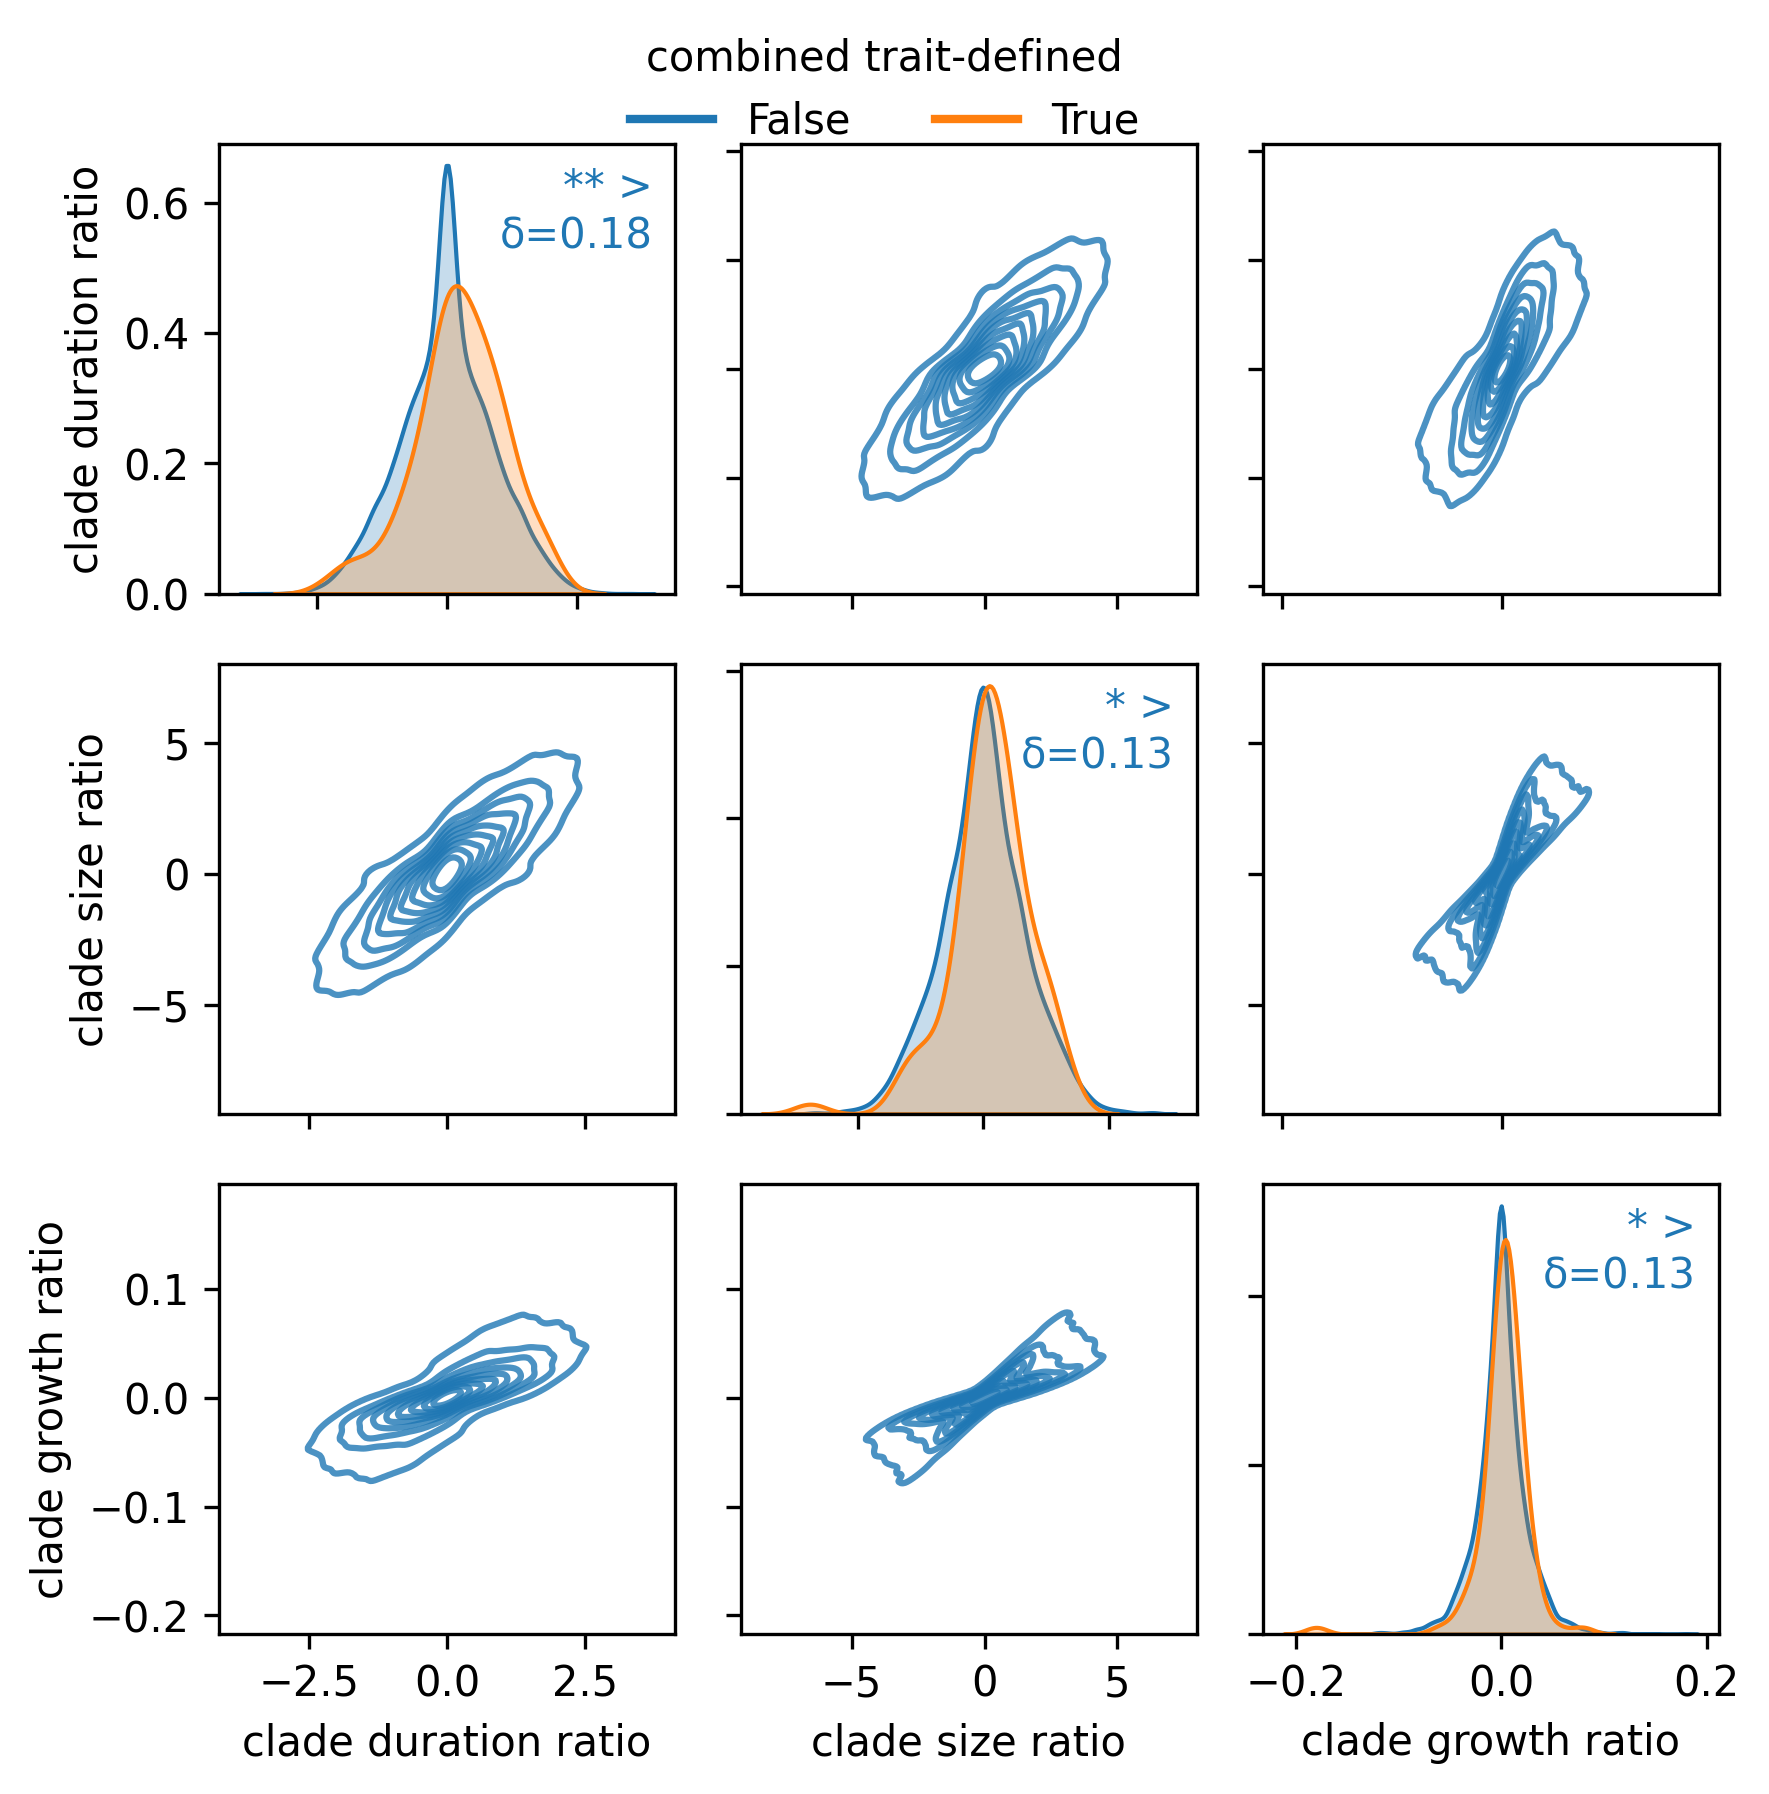 combined trait-defined
False True
clade duration ratio
0.6
0.4
0.2
0.0
** >
δ=0.18
clade size ratio
5
0
−5
* >
δ=0.13
clade growth ratio
0.1
0.0
−0.1
−0.2
* >
δ=0.13
−2.5 0.0 2.5
−5 0 5
−0.2 0.0 0.2
clade duration ratio
clade size ratio
clade growth ratio